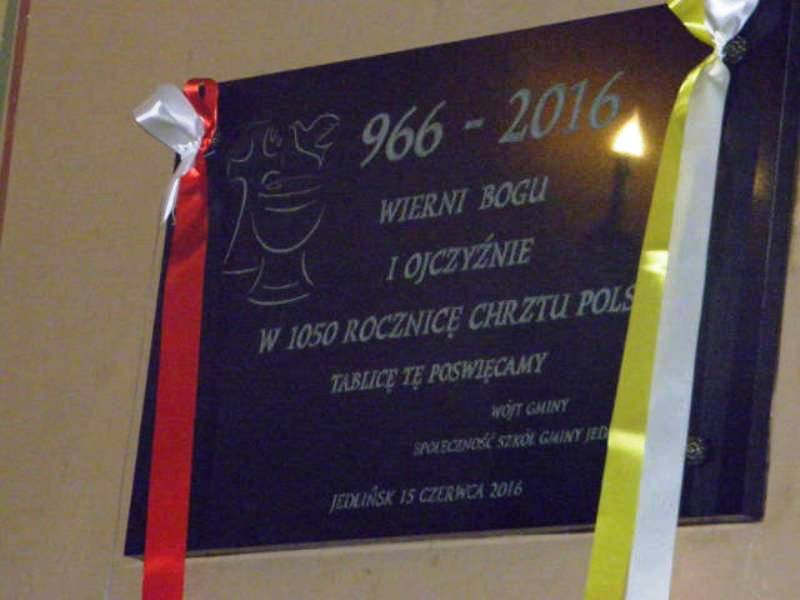 966 - 2016
WIERNI BOGU
I OJCZYŹNIE
W 1050 ROCZNICĘ CHRZTU POLS
TABLICĘ TĘ POSWIĘCAMY
WÓJT GMINY
SPOŁECZNOŚĆ SZKÓŁ GMINY JED
JEDLIŃSK 15 CZERWCA 2016